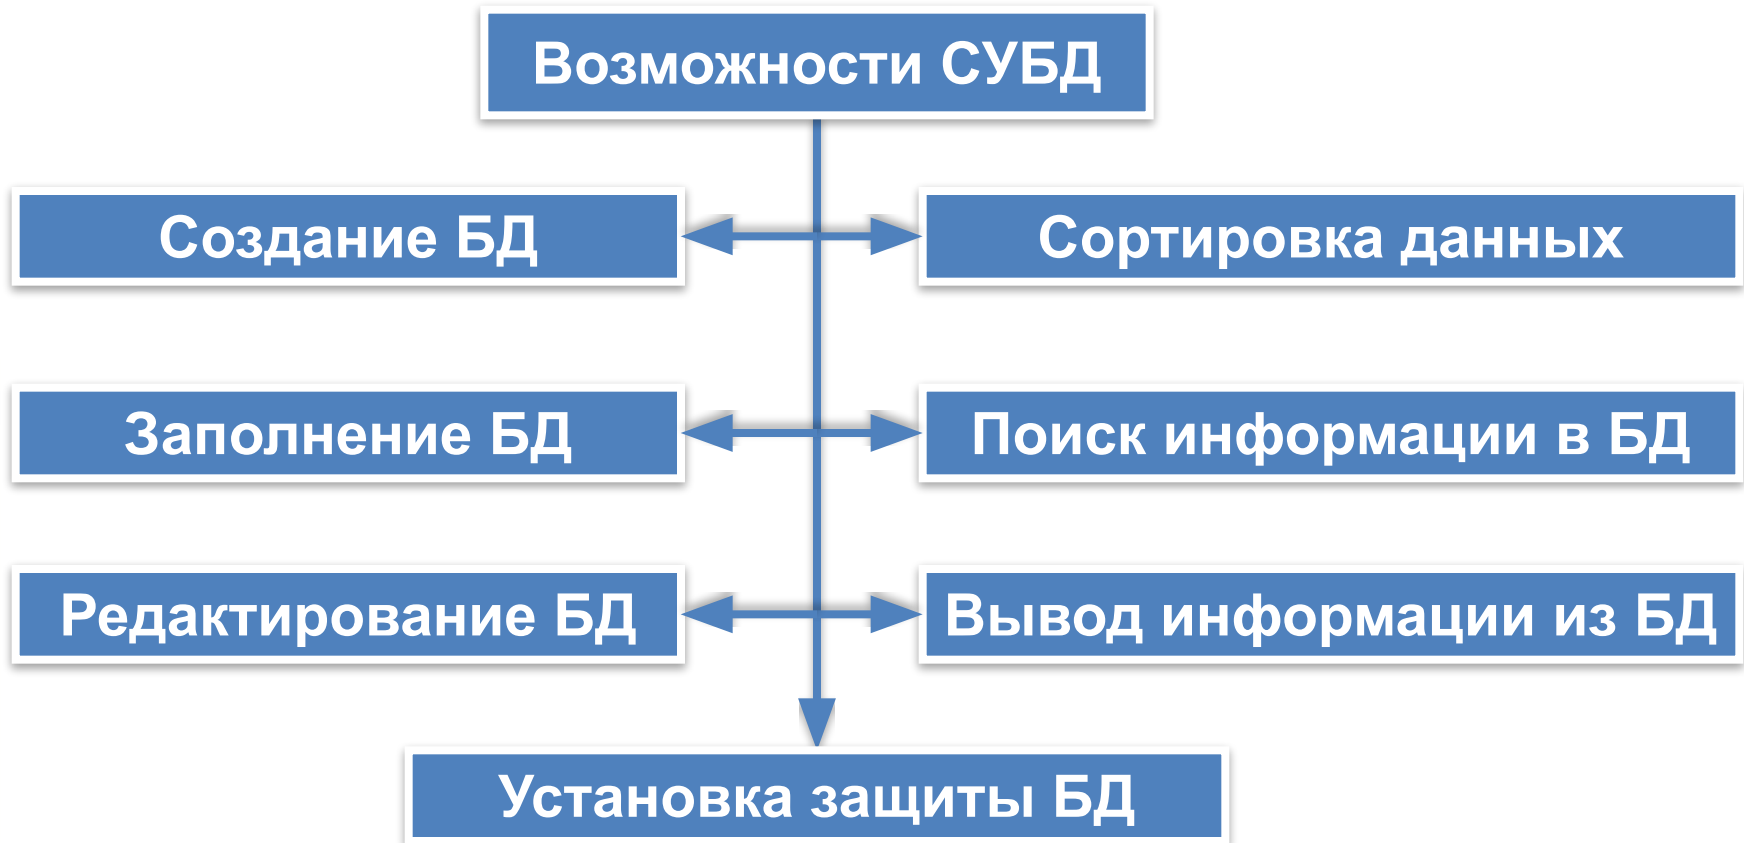 Возможности СУБД
Создание БД
Сортировка данных
Заполнение БД
Поиск информации в БД
Редактирование БД
Вывод информации из БД
Установка защиты БД